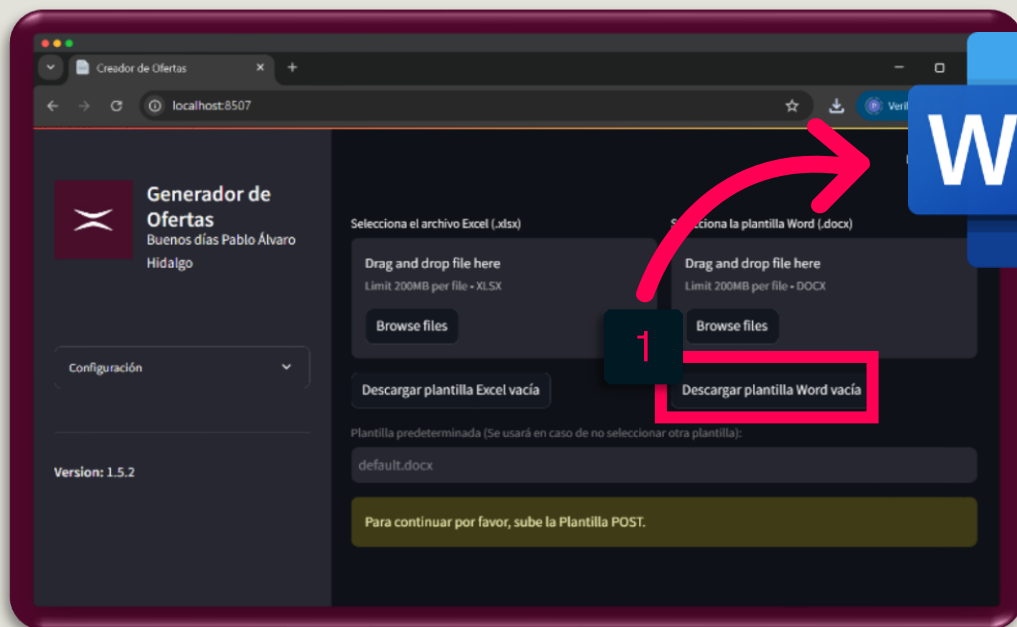 Creador de Ofertas
localhost:8507
W
Generador de
Ofertas
Buenos días Pablo Álvaro
Hidalgo
Configuración
Version: 1.5.2
Selecciona el archivo Excel (.xlsx)
Drag and drop file here
Limit 200MB per file • XLSX
Browse files
Descargar plantilla Excel vacía
la plantilla Word (.docx)
Drag and drop file here
Limit 200MB per file • DOCX
Browse files
1
Descargar plantilla Word vacía
Plantilla predeterminada (Se usará en caso de no seleccionar otra plantilla):
default.docx
Para continuar por favor, sube la Plantilla POST.